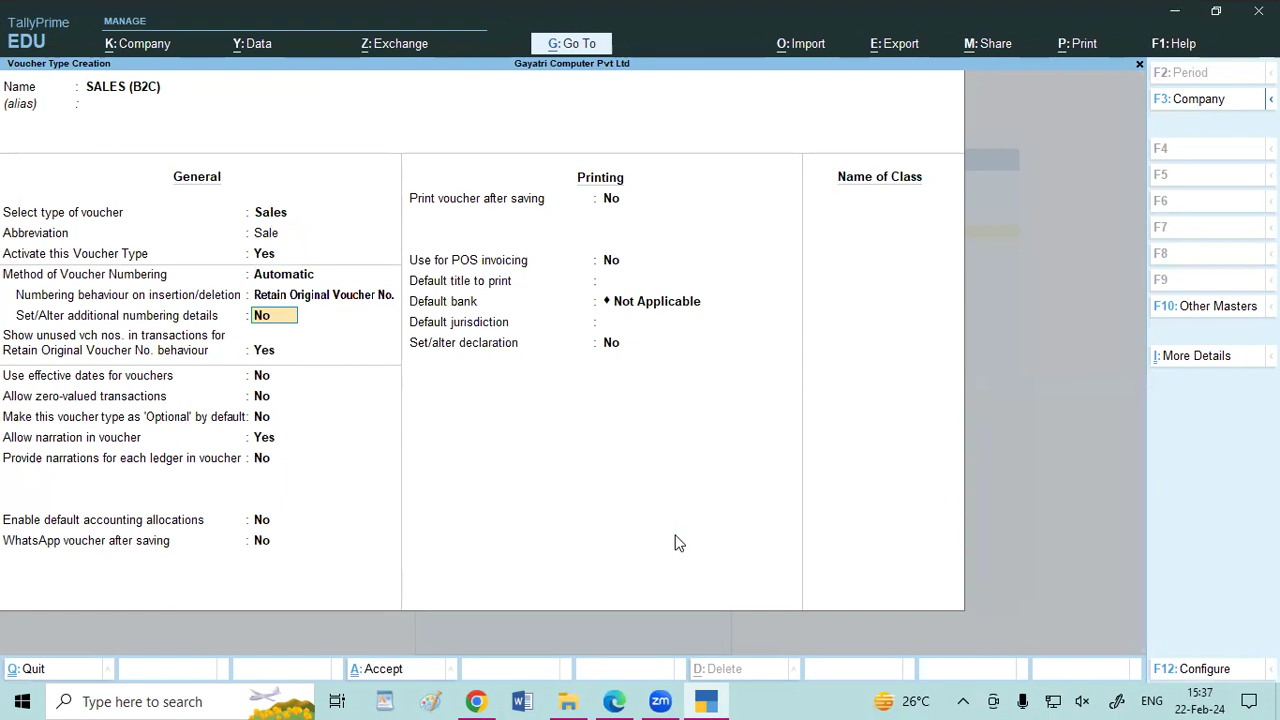 TallyPrime
EDU
MANAGE
K: Company
Y: Data
Z: Exchange
G: Go To
O: Import
E: Export
M: Share
P: Print
F1: Help
Voucher Type Creation
Gayatri Computer Pvt Ltd
Name : SALES (B2C)
(alias) :
General
Select type of voucher : Sales
Abbreviation : Sale
Activate this Voucher Type : Yes
Method of Voucher Numbering : Automatic
Numbering behaviour on insertion/deletion : Retain Original Voucher No.
Set/Alter additional numbering details : No
Show unused vch nos. in transactions for
Retain Original Voucher No. behaviour : Yes
Use effective dates for vouchers : No
Allow zero-valued transactions : No
Make this voucher type as 'Optional' by default : No
Allow narration in voucher : Yes
Provide narrations for each ledger in voucher : No
Enable default accounting allocations : No
WhatsApp voucher after saving : No
Printing
Print voucher after saving : No
Use for POS invoicing : No
Default title to print :
Default bank : ♦ Not Applicable
Default jurisdiction :
Set/alter declaration : No
Name of Class
F2: Period
F3: Company
F4
F5
F6
F7
F8
F9
F10: Other Masters
I: More Details
F12: Configure
Q: Quit
A: Accept
D: Delete
Type here to search
zm
26°C
ENG
15:37
22-Feb-24